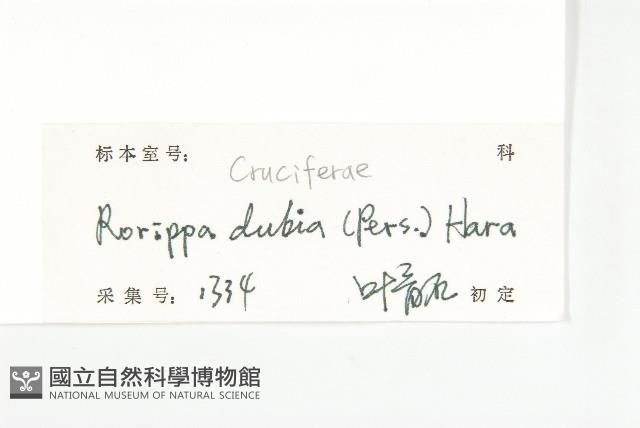 标本室号：
Cruciferae 科
Rorippa dubia (Pers.) Hara
采集号：1334 初定
國立自然科學博物館
NATIONAL MUSEUM OF NATURAL SCIENCE